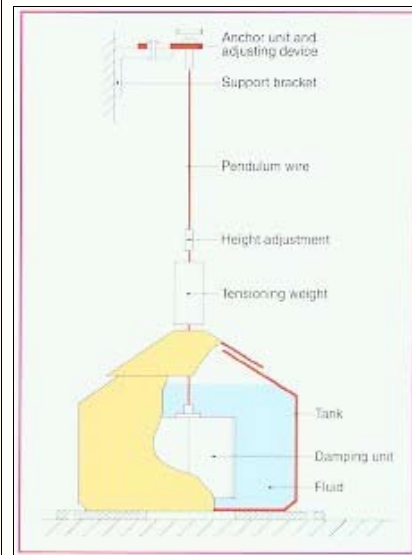 Anchor unit and
adjusting device
Support bracket
Pendulum wire
Height adjustment
Tensioning weight
Tank
Damping unit
Fluid